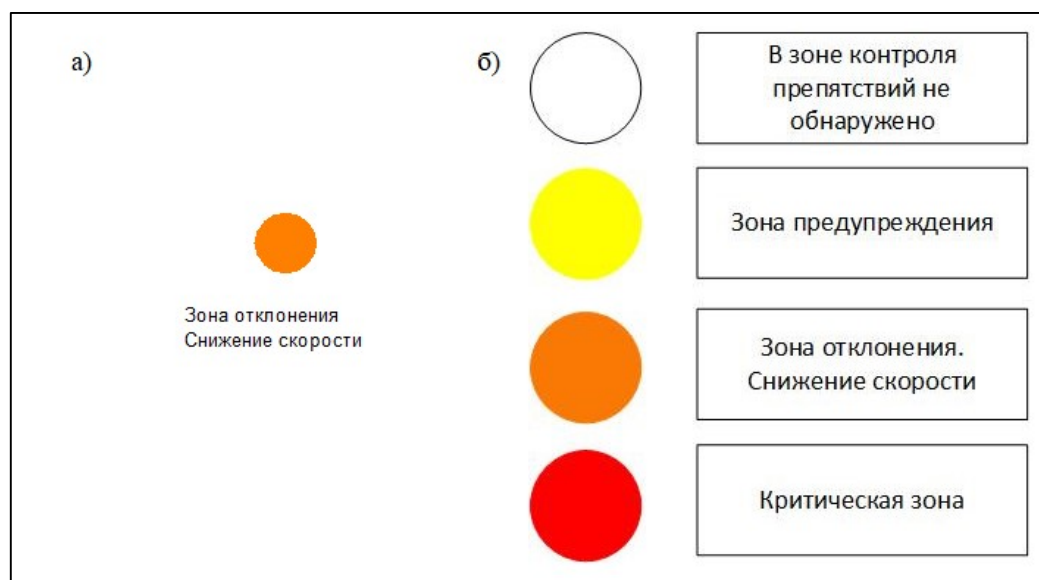 а)
Зона отклонения
Снижение скорости
б)
В зоне контроля
препятствий не
обнаружено
Зона предупреждения
Зона отклонения.
Снижение скорости
Критическая зона